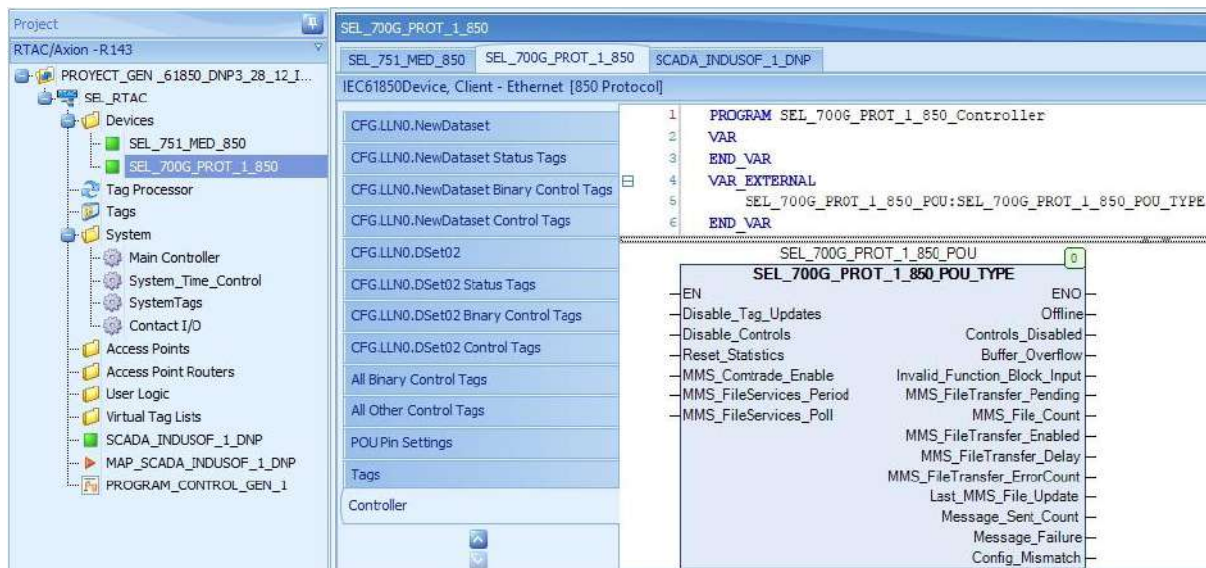 Project
RTAC/Axion -R143
PROYECT_GEN _61850_DNP3_28_12_I...
SEL_RTAC
Devices
SEL_751_MED_850
SEL_700G_PROT_1_850
Tag Processor
Tags
System
Main Controller
System_Time_Control
SystemTags
Contact I/O
Access Points
Access Point Routers
User Logic
Virtual Tag Lists
SCADA_INDUSOF_1_DNP
MAP_SCADA_INDUSOF_1_DNP
PROGRAM_CONTROL_GEN_1
SEL_700G_PROT_1_850
SEL_751_MED_850 SEL_700G_PROT_1_850 SCADA_INDUSOF_1_DNP
IEC61850Device, Client - Ethernet [850 Protocol]
CFG.LLN0.NewDataset
CFG.LLN0.NewDataset Status Tags
CFG.LLN0.NewDataset Binary Control Tags
CFG.LLN0.NewDataset Control Tags
CFG.LLN0.DSet02
CFG.LLN0.DSet02 Status Tags
CFG.LLN0.DSet02 Binary Control Tags
CFG.LLN0.DSet02 Control Tags
All Binary Control Tags
All Other Control Tags
POU Pin Settings
Tags
Controller
1 PROGRAM SEL_700G_PROT_1_850_Controller
2 VAR
3 END_VAR
4 VAR_EXTERNAL
5 SEL_700G_PROT_1_850_POU:SEL_700G_PROT_1_850_POU_TYPE
6 END_VAR
SEL_700G_PROT_1_850_POU
0
SEL_700G_PROT_1_850_POU_TYPE
EN ENO
Disable_Tag_Updates Offline
Disable_Controls Controls_Disabled
Reset_Statistics Buffer_Overflow
MMS_Comtrade_Enable Invalid_Function_Block_Input
MMS_FileServices_Period MMS_FileTransfer_Pending
MMS_FileServices_Poll MMS_File_Count
MMS_FileTransfer_Enabled
MMS_FileTransfer_Delay
MMS_FileTransfer_ErrorCount
Last_MMS_File_Update
Message_Sent_Count
Message_Failure
Config_Mismatch